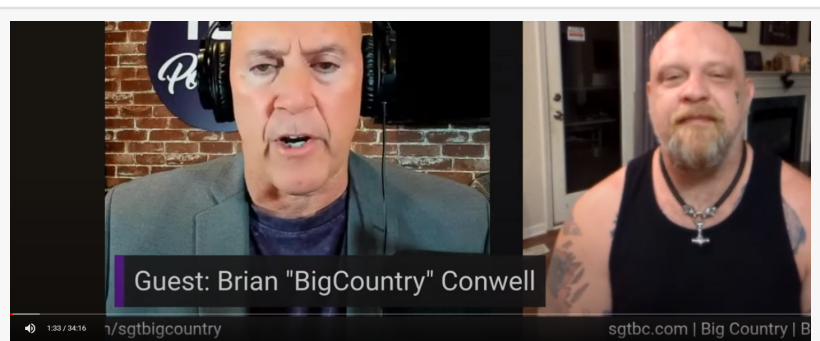 Guest: Brian "BigCountry" Conwell
1:33 / 34:16
n/sgtbigcountry
sgtbc.com | Big Country | B